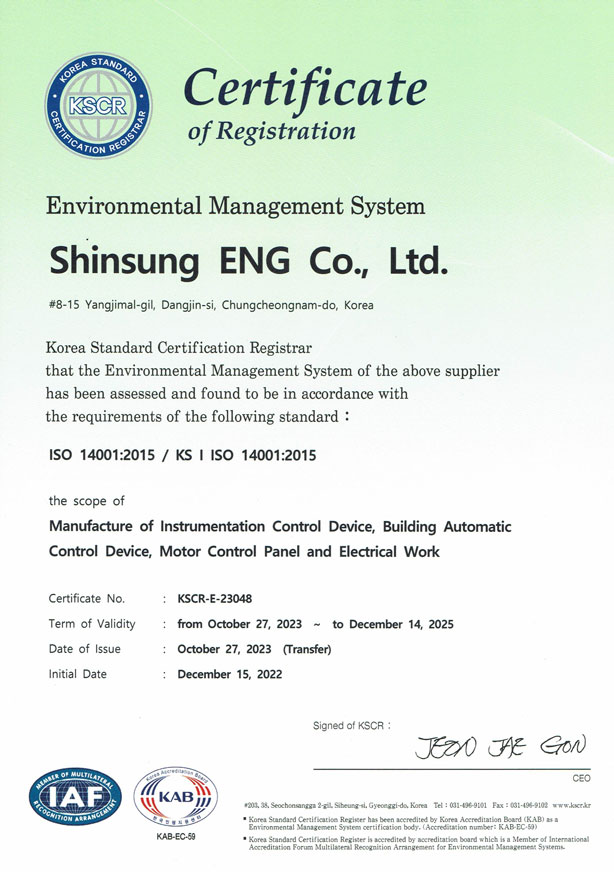 KOREA STANDARD
KSCR
CERTIFICATION REGISTRAR
Certificate
of Registration
Environmental Management System
Shinsung ENG Co., Ltd.
#8-15 Yangjimal-gil, Dangjin-si, Chungcheongnam-do, Korea
Korea Standard Certification Registrar
that the Environmental Management System of the above supplier
has been assessed and found to be in accordance with
the requirements of the following standard :
ISO 14001:2015 / KS I ISO 14001:2015
the scope of
Manufacture of Instrumentation Control Device, Building Automatic
Control Device, Motor Control Panel and Electrical Work
Certificate No. : KSCR-E-23048
Term of Validity : from October 27, 2023 ~ to December 14, 2025
Date of Issue : October 27, 2023 (Transfer)
Initial Date : December 15, 2022
Signed of KSCR :
JEON JAE GON
CEO
MEMBER OF MULTILATERAL
IAF
RECOGNITION ARRANGEMENT
Korea Accreditation Board
KAB
한국인정지원센터
KAB-EC-59
#203, 38, Seochonsangga 2-gil, Siheung-si, Gyeonggi-do, Korea Tel : 031-496-9101 Fax : 031-496-9102 www.kscr.kr
■ Korea Standard Certification Register has been accredited by Korea Accreditation Board (KAB) as a
Environmental Management System certification body. (Accreditation number: KAB-EC-59)
■ Korea Standard Certification Register is accredited by accreditation board which is a Member of International
Accreditation Forum Multilateral Recognition Arrangement for Environmental Management Systems.